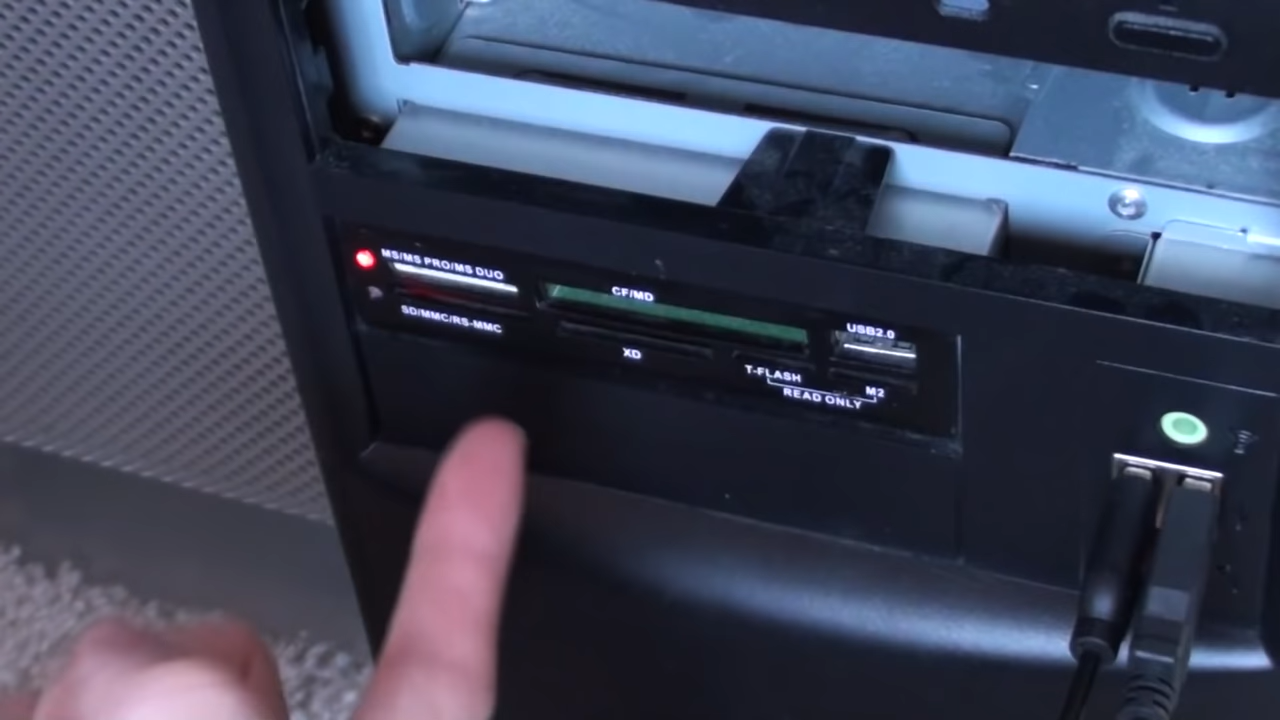 MS/MS PRO/MS DUO
CF/MD
USB2.0
SD/MMC/RS-MMC
XD
T-FLASH
M2
READ ONLY